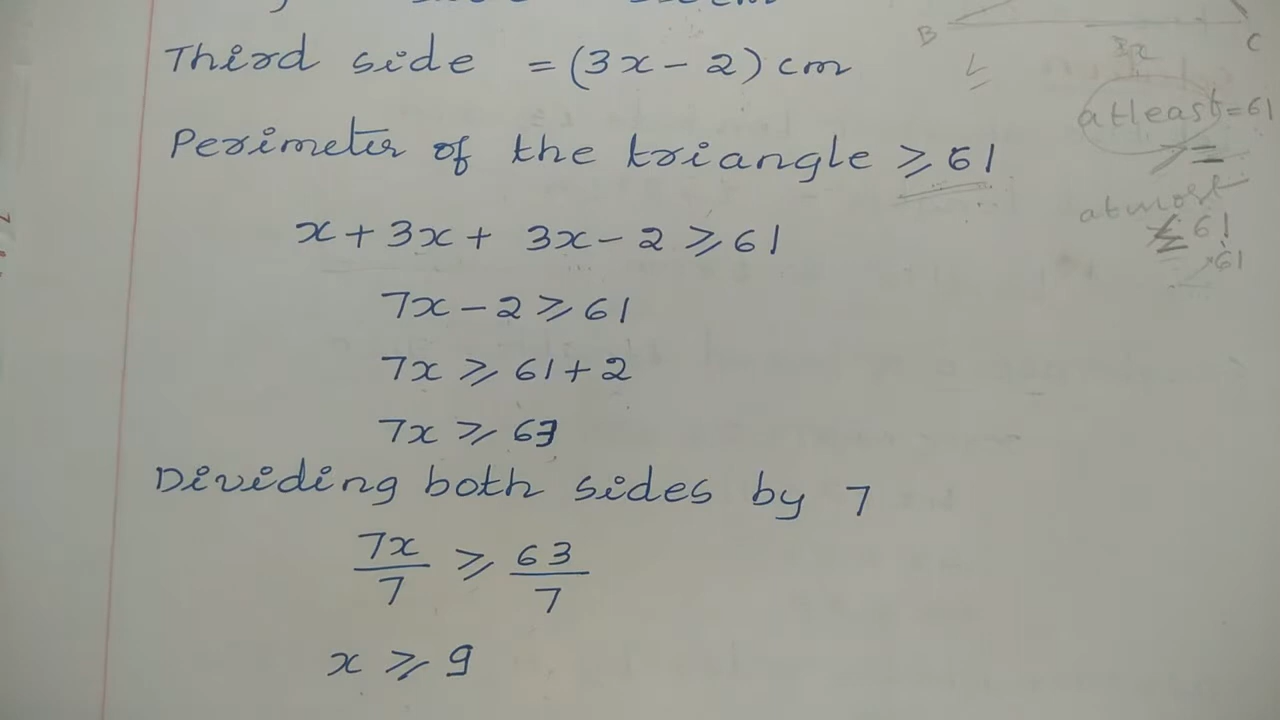 Third side = (3x - 2) cm
Perimeter of the triangle ⩾ 61
x + 3x + 3x - 2 ⩾ 61
7x - 2 ⩾ 61
7x ⩾ 61 + 2
7x ⩾ 63
Dividing both sides by 7
7x/7 ⩾ 63/7
x ⩾ 9
B
3x
C
atleast = 61
atmost
⩽ 61
61